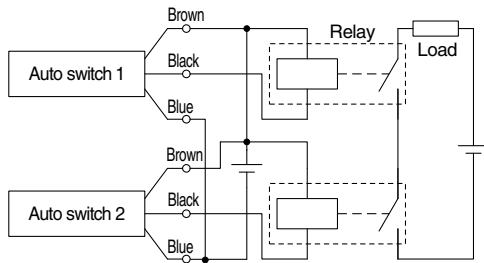 Brown
Relay
Load
Auto switch 1
Black
Blue
Brown
Auto switch 2
Black
Blue